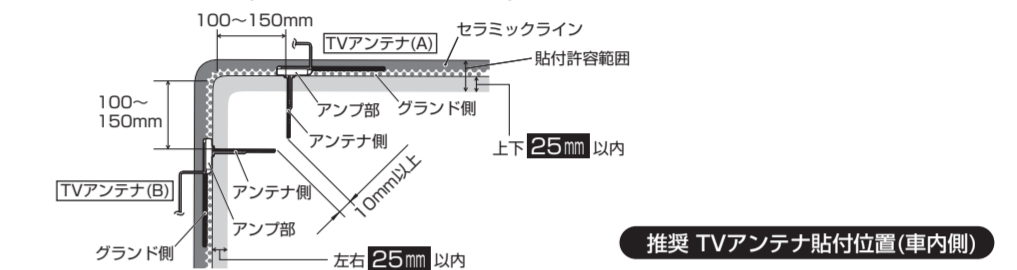 100～150mm
TVアンテナ(A)
セラミックライン
貼付許容範囲
100～
150mm
アンプ部
グランド側
アンテナ側
上下 25mm 以内
10mm以上
TVアンテナ(B)
アンテナ側
アンプ部
グランド側
左右 25mm 以内
推奨 TVアンテナ貼付位置(車内側)